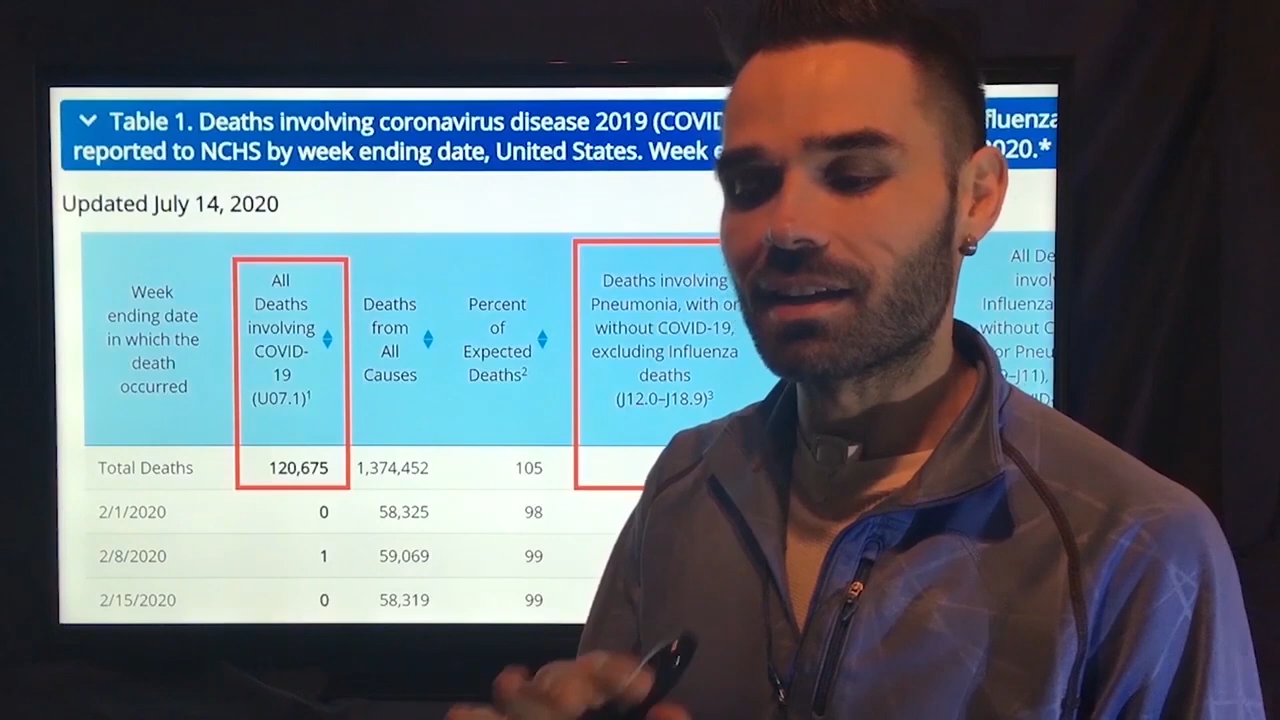 Table 1. Deaths involving coronavirus disease 2019 (COVID
reported to NCHS by week ending date, United States. Week
2020.*
Updated July 14, 2020
Week
ending date
in which the
death
occurred
All
Deaths
involving
COVID-
19
(U07.1)¹
Deaths
from
All
Causes
Percent
of
Expected
Deaths²
Deaths involving
Pneumonia, with or
without COVID-19,
excluding Influenza
deaths
(J12.0–J18.9)³
All
Influenza
without
Total Deaths 120,675 1,374,452 105
2/1/2020 0 58,325 98
2/8/2020 1 59,069 99
2/15/2020 0 58,319 99